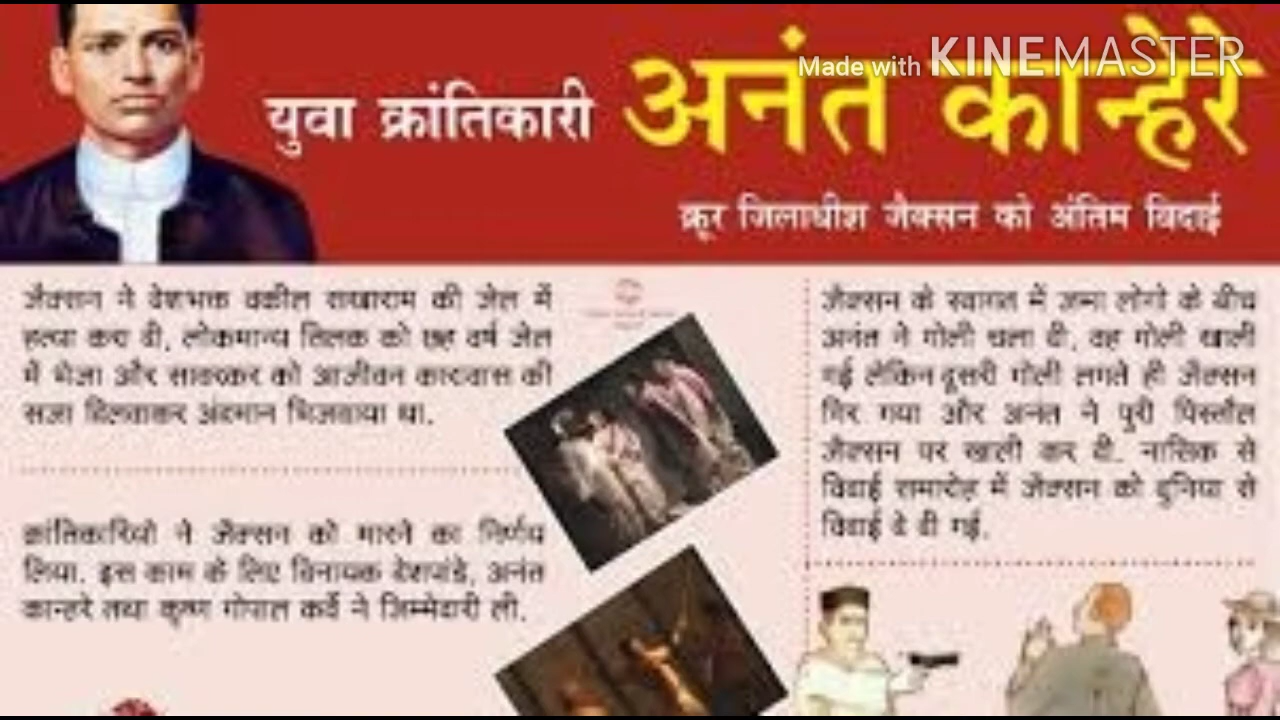 Made with KINEMASTER
युवा क्रांतिकारी अनंत कान्हेरे
क्रूर जिलाधीश जैक्सन को अंतिम विदाई
जैक्सन ने देशभक्त वकील सखाराम की जेल में
हत्या करा दी, लोकमान्य तिलक को छह वर्ष जेल
में भेजा और सावरकर को आजीवन कारावास की
सजा दिलवाकर अंदमान भिजवाया था.
क्रांतिकारियों ने जैक्सन को मारने का निर्णय
लिया. इस काम के लिए विनायक देशपांडे, अनंत
कान्हरे तथा कृष्ण गोपाल कर्वे ने जिम्मेदारी ली.
जैक्सन के स्वागत में जमा लोगो के बीच
अनंत ने गोली चला दी, वह गोली खाली
गई लेकिन दूसरी गोली लगते ही जैक्सन
गिर गया और अनंत ने पुरी पिस्तौल
जैक्सन पर खाली कर दी. नासिक से
विदाई समारोह में जैक्सन को दुनिया से
विदाई दे दी गई.